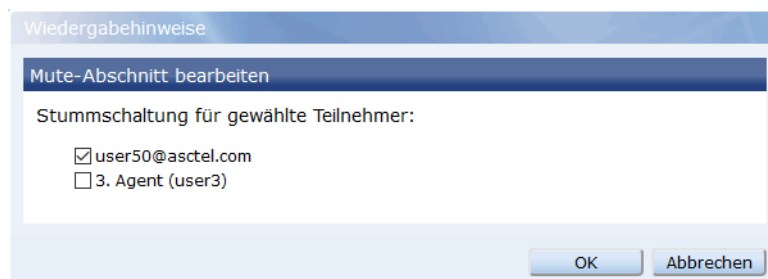 Wiedergabehinweise
Mute-Abschnitt bearbeiten
Stummschaltung für gewählte Teilnehmer:
user50@asctel.com
3. Agent (user3)
OK Abbrechen